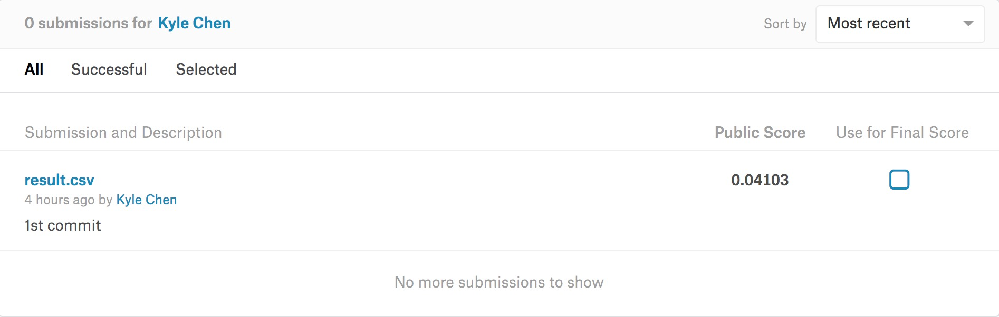 0 submissions for Kyle Chen
Sort by Most recent
All Successful Selected
Submission and Description Public Score Use for Final Score
result.csv 0.04103
4 hours ago by Kyle Chen
1st commit
No more submissions to show